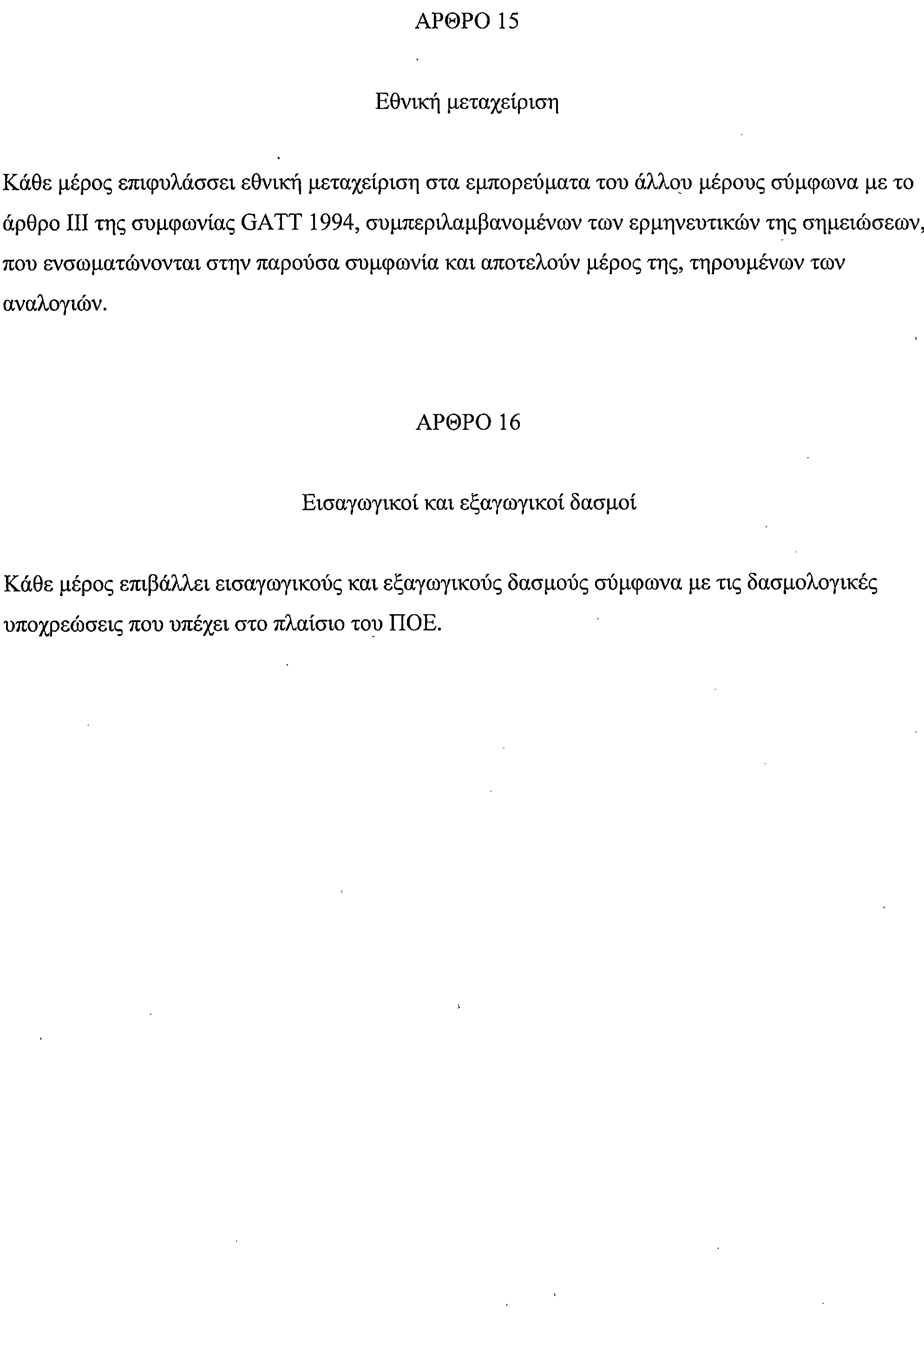 ΑΡΘΡΟ 15
Εθνική μεταχείριση
Κάθε μέρος επιφυλάσσει εθνική μεταχείριση στα εμπορεύματα του άλλου μέρους σύμφωνα με το
άρθρο ΙΙΙ της συμφωνίας GATT 1994, συμπεριλαμβανομένων των ερμηνευτικών της σημειώσεων,
που ενσωματώνονται στην παρούσα συμφωνία και αποτελούν μέρος της, τηρουμένων των
αναλογιών.
ΑΡΘΡΟ 16
Εισαγωγικοί και εξαγωγικοί δασμοί
Κάθε μέρος επιβάλλει εισαγωγικούς και εξαγωγικούς δασμούς σύμφωνα με τις δασμολογικές
υποχρεώσεις που υπέχει στο πλαίσιο του ΠΟΕ.